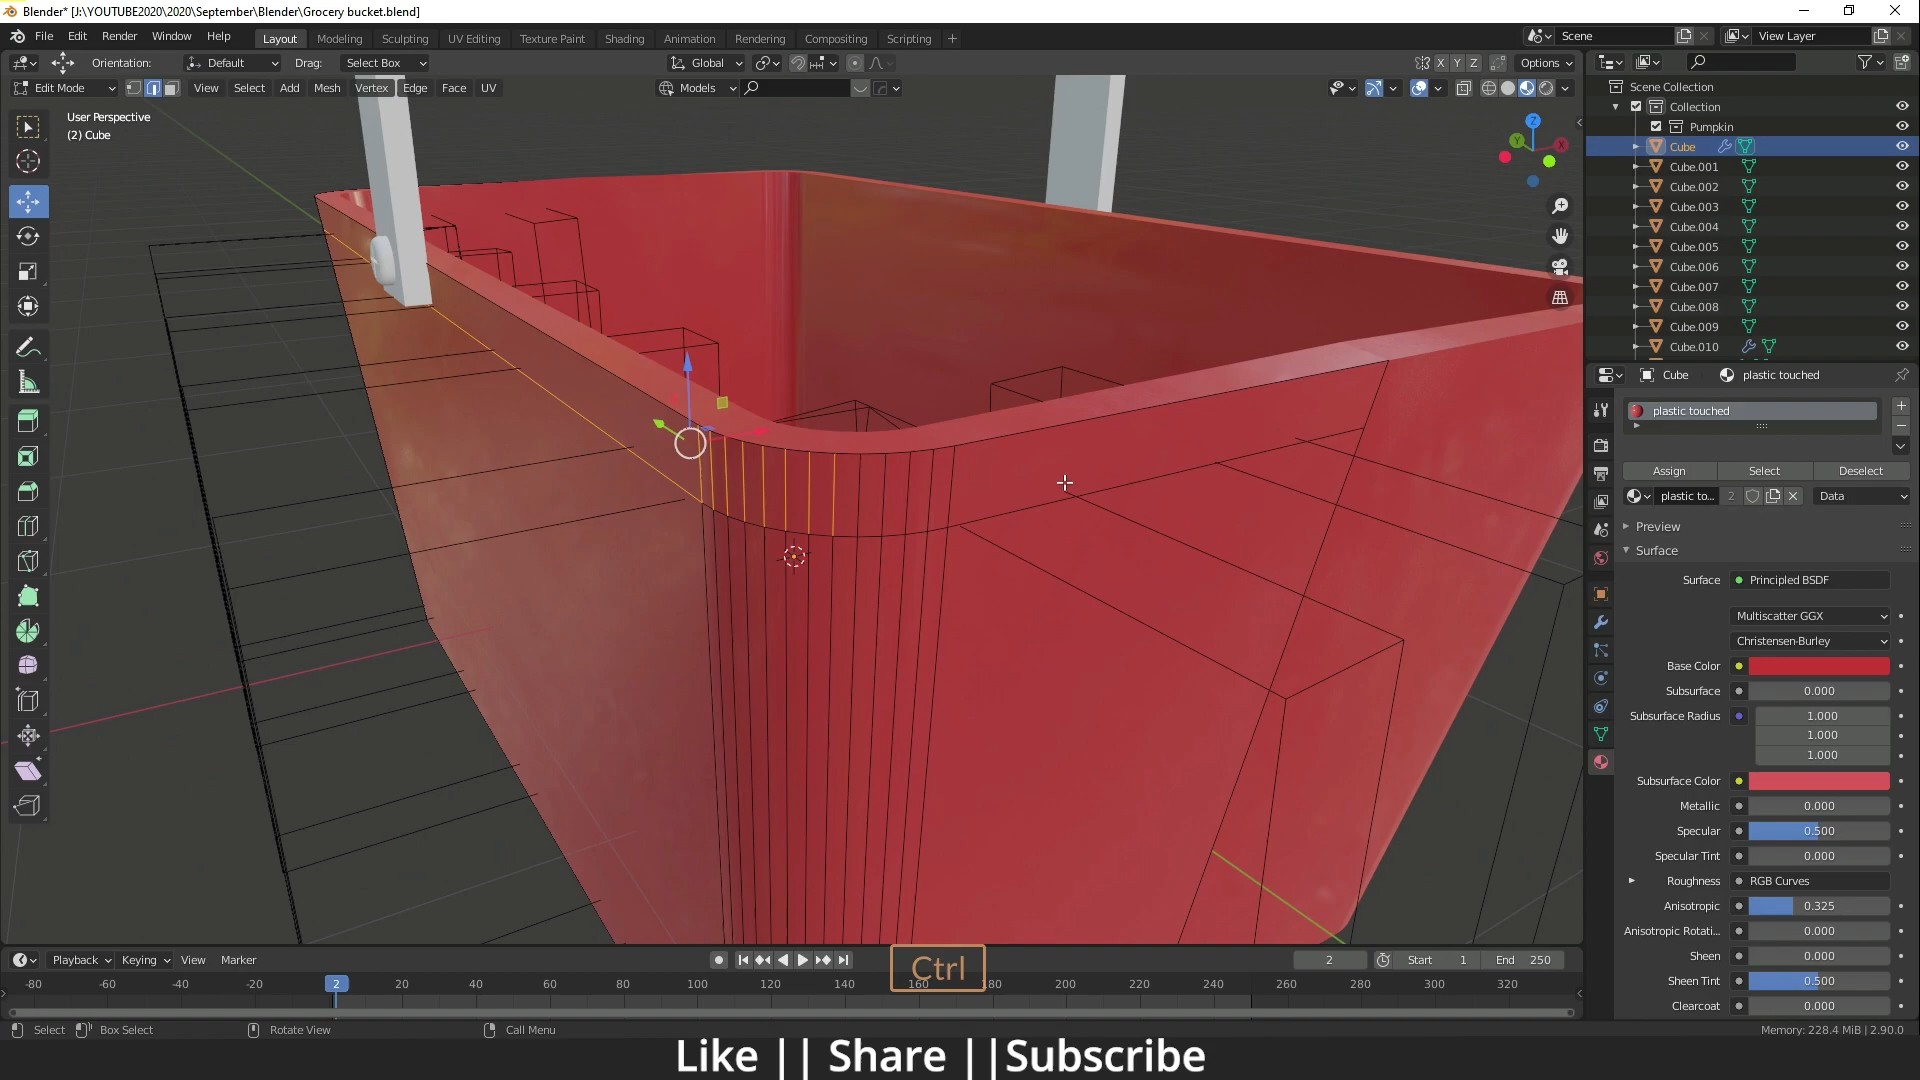 Blender* [J:\YOUTUBE2020\2020\September\Blender\Grocery bucket.blend]
File Edit Render Window Help Layout Modeling Sculpting UV Editing Texture Paint Shading Animation Rendering Compositing Scripting + Scene View Layer
Orientation: Default Drag: Select Box Global X Y Z Options
Edit Mode View Select Add Mesh Vertex Edge Face UV Models
User Perspective
(2) Cube
Z
Y
X
Scene Collection
Collection
Pumpkin
Cube
Cube.001
Cube.002
Cube.003
Cube.004
Cube.005
Cube.006
Cube.007
Cube.008
Cube.009
Cube.010
Cube plastic touched
plastic touched
Assign Select Deselect
plastic to... 2 Data
Preview
Surface
Surface Principled BSDF
Multiscatter GGX
Christensen-Burley
Base Color
Subsurface 0.000
Subsurface Radius 1.000
1.000
1.000
Subsurface Color
Metallic 0.000
Specular 0.500
Specular Tint 0.000
Roughness RGB Curves
Anisotropic 0.325
Anisotropic Rotati... 0.000
Sheen 0.000
Sheen Tint 0.500
Clearcoat 0.000
Playback Keying View Marker 2 Start 1 End 250
Ctrl
-80 -60 -40 -20 2 20 40 60 80 100 120 140 160 180 200 220 240 260 280 300 320
Select Box Select Rotate View Call Menu Memory: 228.4 MiB | 2.90.0
Like || Share ||Subscribe